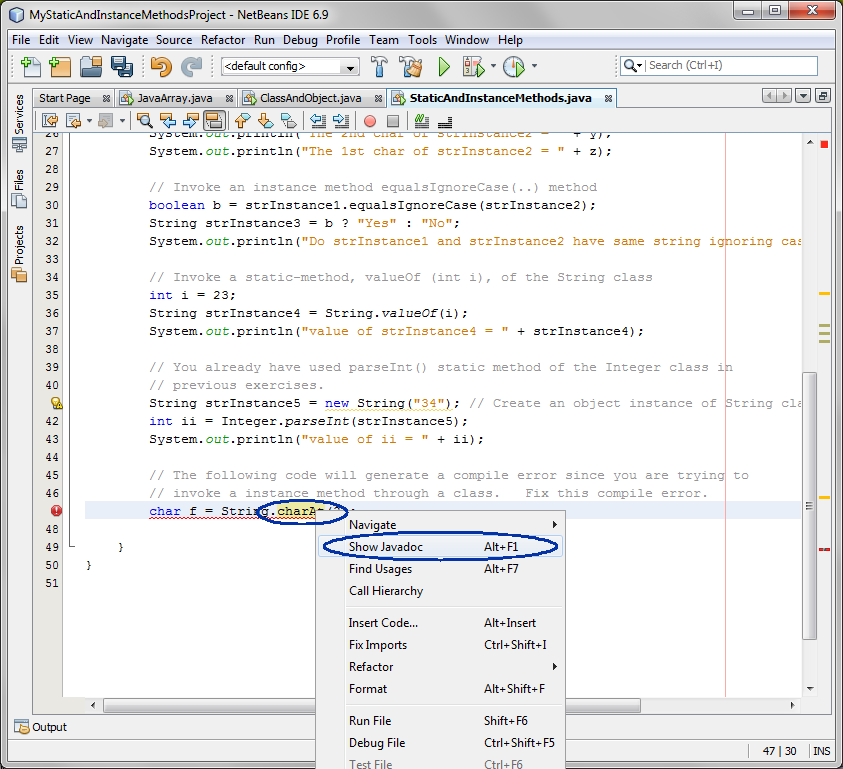 MyStaticAndInstanceMethodsProject - NetBeans IDE 6.9
File Edit View Navigate Source Refactor Run Debug Profile Team Tools Window Help
<default config>
Search (Ctrl+I)
Services
Files
Projects
Start Page
JavaArray.java
ClassAndObject.java
StaticAndInstanceMethods.java
26 System.out.println("The 2nd char of strInstance2 = " + y);
27 System.out.println("The 1st char of strInstance2 = " + z);
28
29 // Invoke an instance method equalsIgnoreCase(..) method
30 boolean b = strInstance1.equalsIgnoreCase(strInstance2);
31 String strInstance3 = b ? "Yes" : "No";
32 System.out.println("Do strInstance1 and strInstance2 have same string ignoring cas
33
34 // Invoke a static-method, valueOf (int i), of the String class
35 int i = 23;
36 String strInstance4 = String.valueOf(i);
37 System.out.println("value of strInstance4 = " + strInstance4);
38
39 // You already have used parseInt() static method of the Integer class in
40 // previous exercises.
String strInstance5 = new String("34"); // Create an object instance of String cla
42 int ii = Integer.parseInt(strInstance5);
43 System.out.println("value of ii = " + ii);
44
45 // The following code will generate a compile error since you are trying to
46 // invoke a instance method through a class. Fix this compile error.
char f = String.charAt(
48
49 }
50 }
51
Navigate
Show Javadoc Alt+F1
Find Usages Alt+F7
Call Hierarchy
Insert Code... Alt+Insert
Fix Imports Ctrl+Shift+I
Refactor
Format Alt+Shift+F
Run File Shift+F6
Debug File Ctrl+Shift+F5
Test File Ctrl+F6
Output
47 | 30 INS